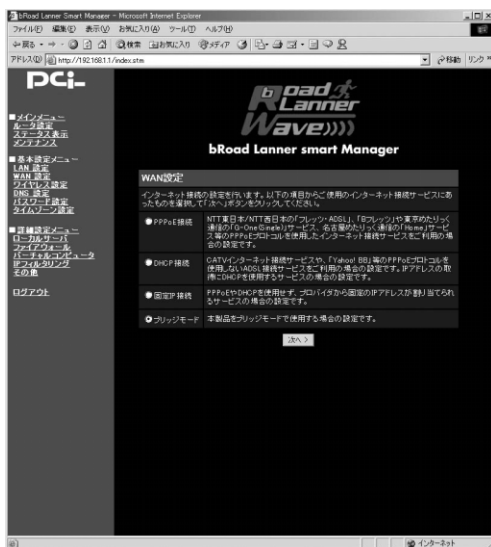 bRoad Lanner Smart Manager - Microsoft Internet Explorer
ファイル(F) 編集(E) 表示(V) お気に入り(A) ツール(T) ヘルプ(H)
戻る 検索 お気に入り メディア
アドレス(D) http://192.168.1.1/index.stm 移動 リンク
PCi
bRoad
Lanner
Wave
bRoad Lanner smart Manager
■メインメニュー
ルータ設定
ステータス表示
メンテナンス
■基本設定メニュー
LAN 設定
WAN 設定
ワイヤレス設定
DNS 設定
パスワード設定
タイムゾーン設定
■詳細設定メニュー
ローカルサーバ
ファイアウォール
バーチャルコンピュータ
IPフィルタリング
その他
ログアウト
WAN設定
インターネット接続の設定を行います。以下の項目からご使用のインターネット接続サービスにあ
ったものを選択して「次へ」ボタンをクリックしてください。
PPPoE接続
NTT東日本/NTT西日本の「フレッツ・ADSL」、「Bフレッツ」や東京めたりっく
通信の「G-One(Single)」サービス、名古屋めたりっく通信の「Home」サービ
ス等のPPPoEプロトコルを使用したインターネット接続サービスをご利用の場
合の設定です。
DHCP接続
CATVインターネット接続サービスや、「Yahoo! BB」等のPPPoEプロトコルを
使用しないADSL接続サービスをご利用の場合の設定です。IPアドレスの取
得にDHCPを使用するサービスの場合の設定です。
固定IP接続
PPPoEやDHCPを使用せず、プロバイダから固定のIPアドレスが割り当てられ
るサービスの場合の設定です。
ブリッジモード
本製品をブリッジモードで使用する場合の設定です。
次へ >
インターネット